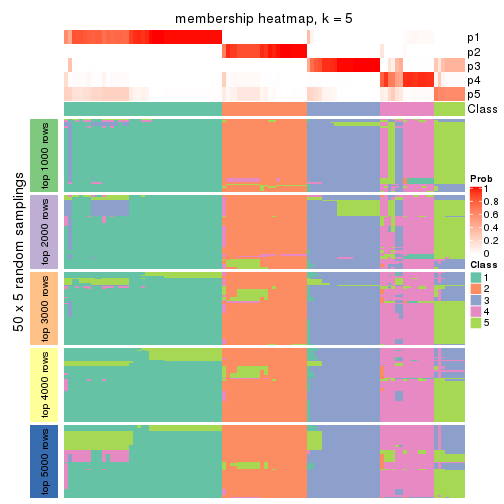 membership heatmap, k = 5
p1
p2
p3
p4
p5
Class
50 x 5 random samplings
top 1000 rows
top 2000 rows
top 3000 rows
top 4000 rows
top 5000 rows
Prob
1
0.8
0.6
0.4
0.2
0
Class
1
2
3
4
5